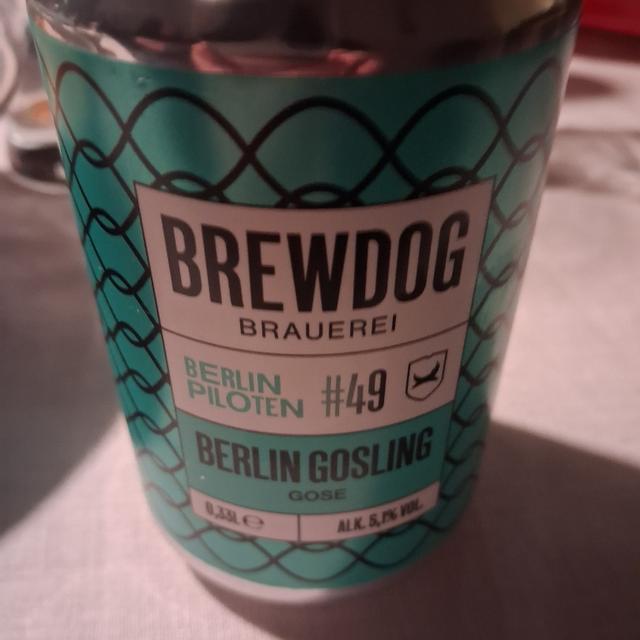 BREWDOG
BRAUEREI
BERLIN
PILOTEN #49
BERLIN GOSLING
GOSE
0,33L ℮ ALK. 5,1% VOL.